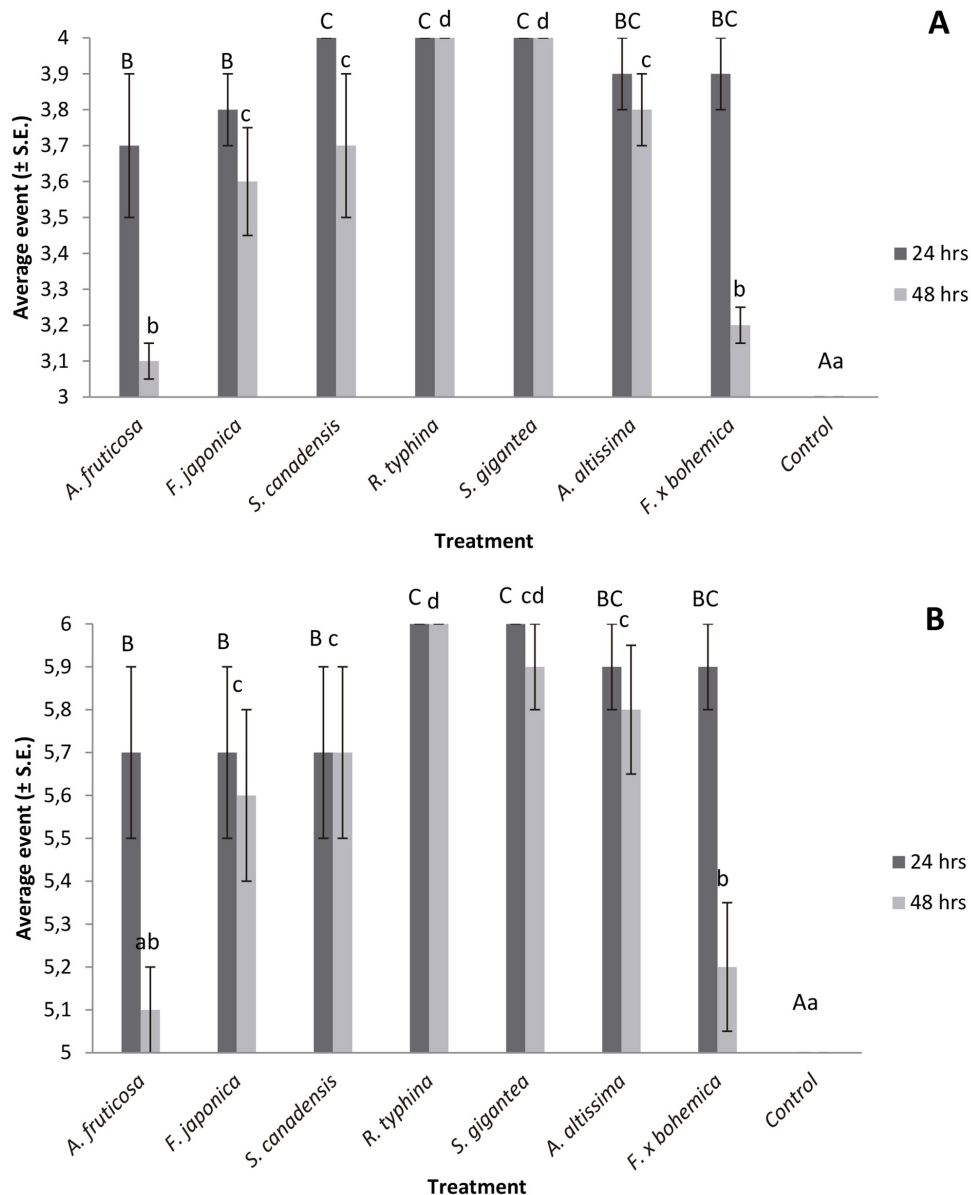 A
C
C d
C d
BC
BC
4
B
B
c
c
3,9
c
3,8
3,7
3,6
3,5
3,4
3,3
b
b
3,2
3,1
Aa
3
Average event (± S.E.)
24 hrs
48 hrs
A. fruticosa
F. japonica
S. canadensis
R. typhina
S. gigantea
A. altissima
F. x bohemica
Control
Treatment
B
C d
C cd
BC
c
BC
6
B
B
c
B c
5,9
5,8
5,7
5,6
5,5
5,4
b
5,3
ab
5,2
5,1
Aa
5
Average event (± S.E.)
24 hrs
48 hrs
A. fruticosa
F. japonica
S. canadensis
R. typhina
S. gigantea
A. altissima
F. x bohemica
Control
Treatment